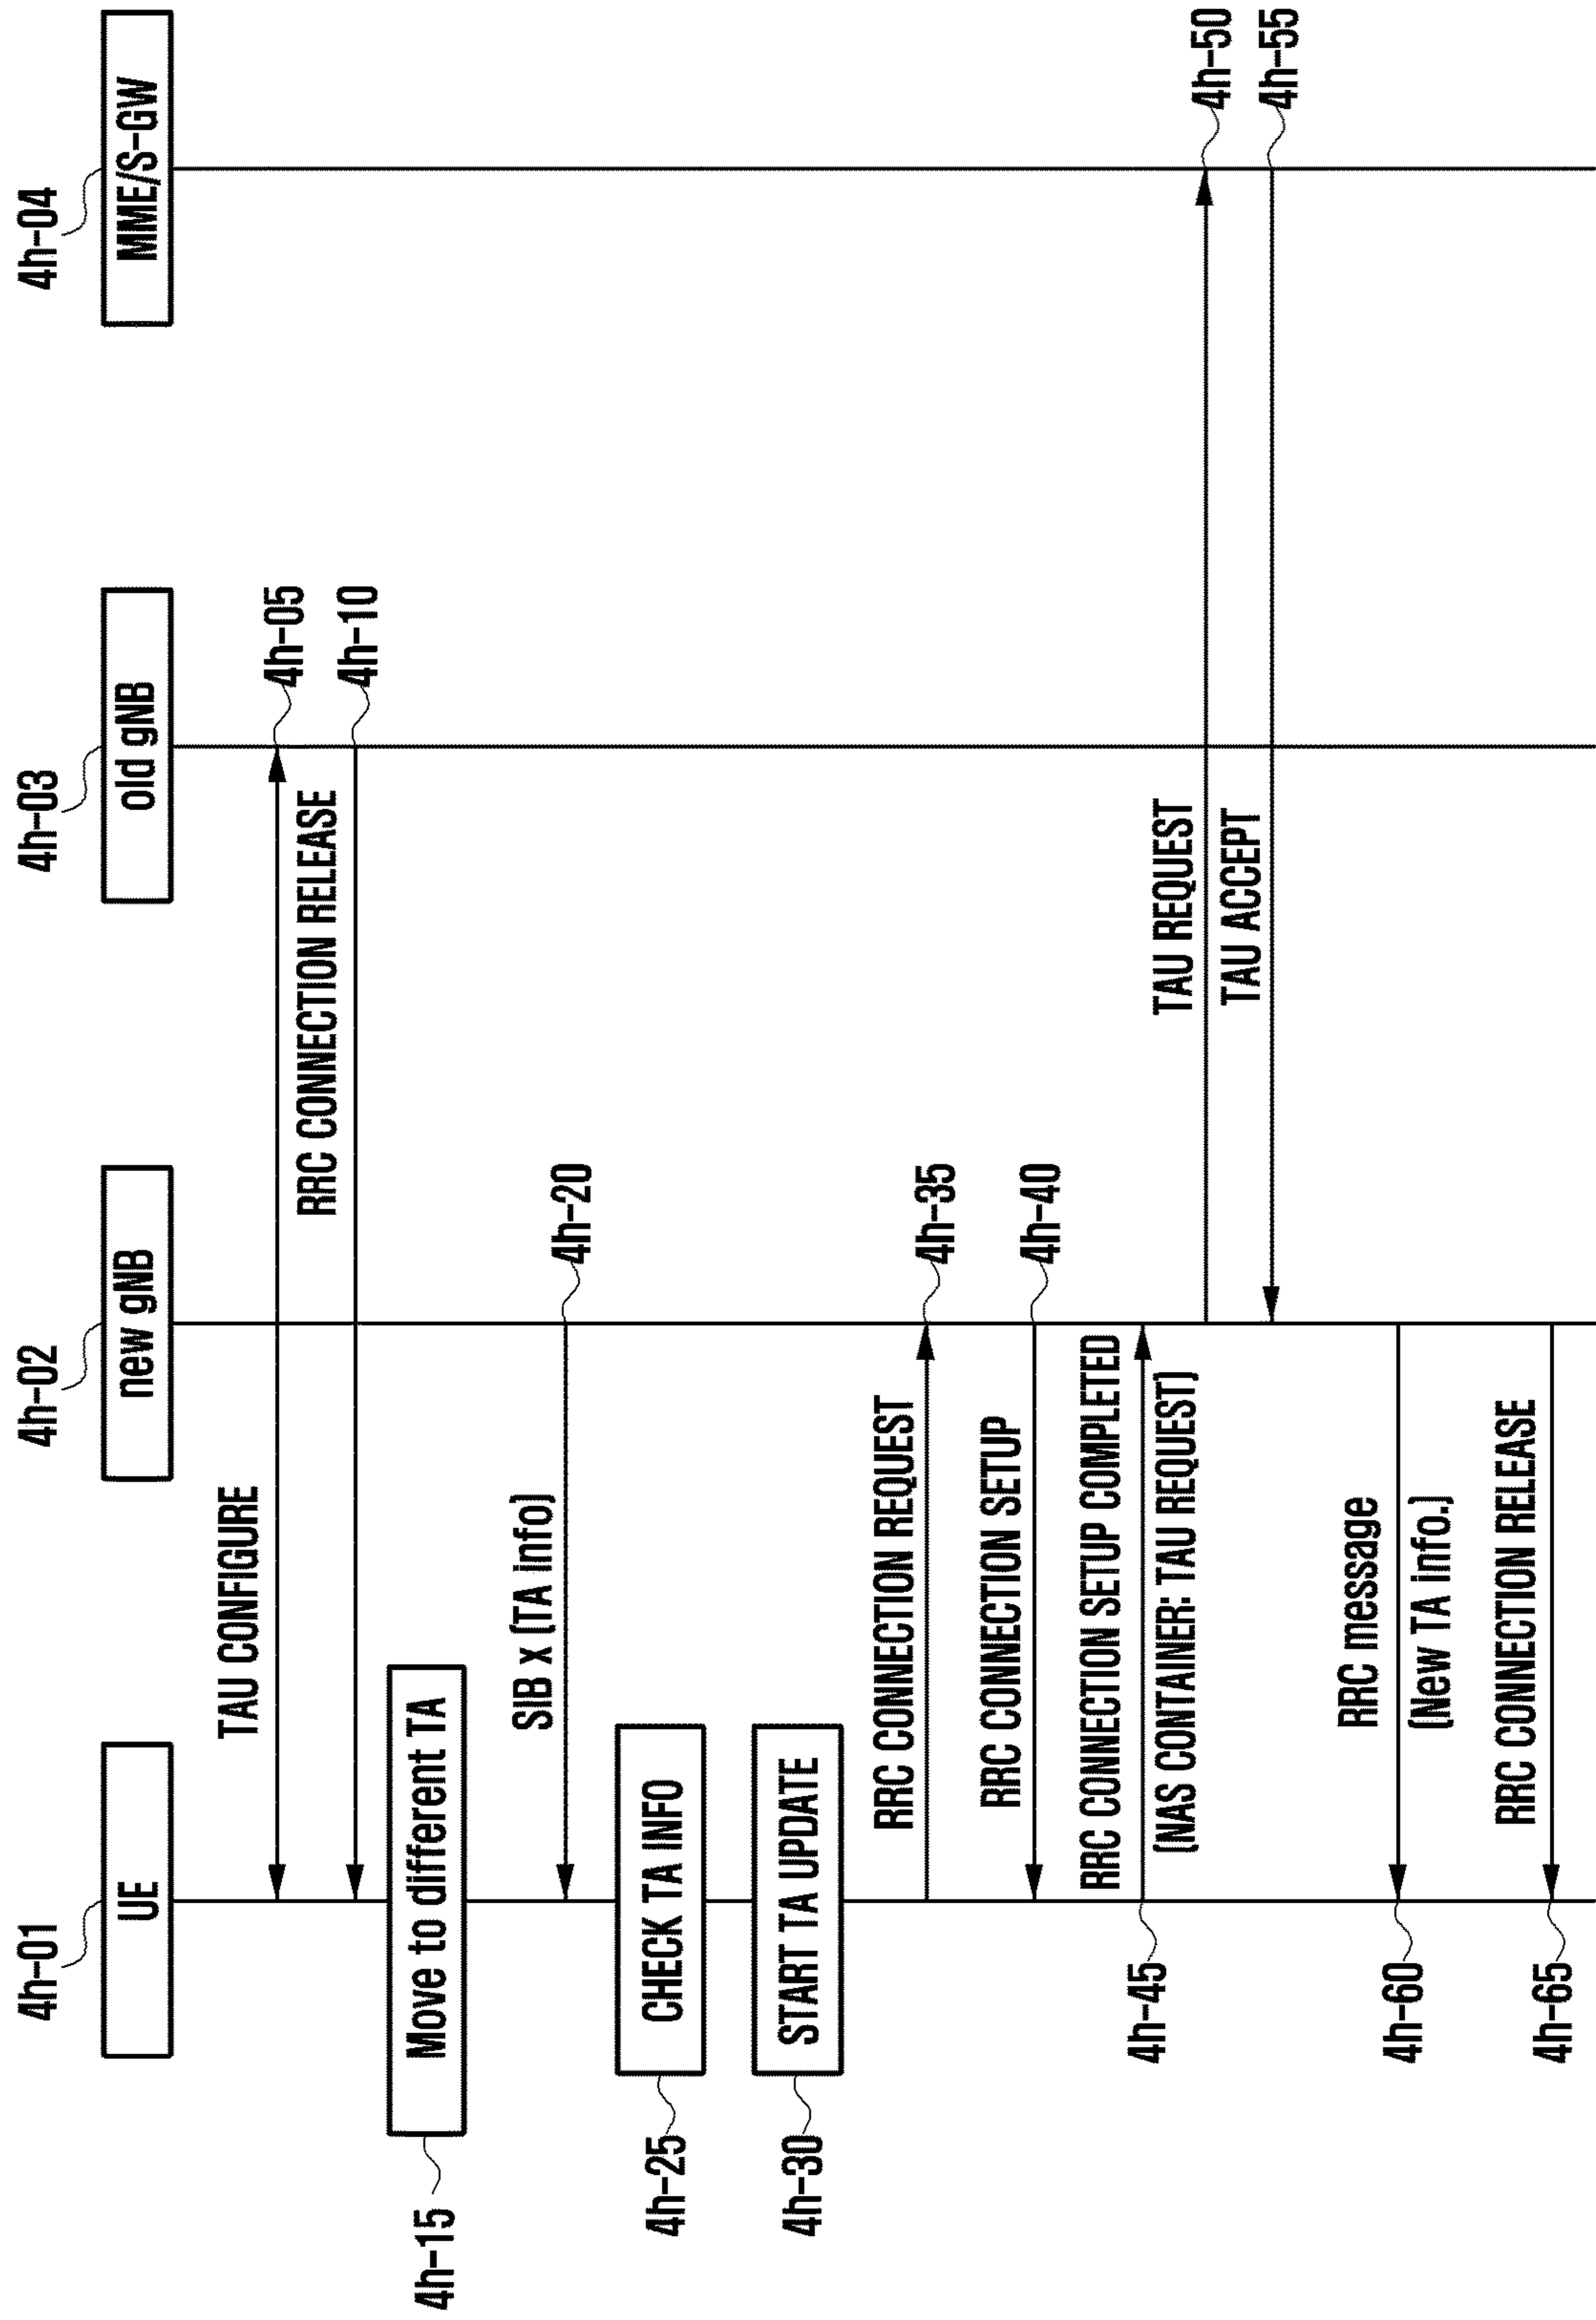 4h-01
4h-02
4h-03
4h-04
UE
new gNB
old gNB
MME/S-GW
TAU CONFIGURE
4h-05
RRC CONNECTION RELEASE
4h-10
4h-15
Move to different TA
SIB x (TA info)
4h-20
4h-25
CHECK TA INFO
4h-30
START TA UPDATE
RRC CONNECTION REQUEST
4h-35
RRC CONNECTION SETUP
4h-40
RRC CONNECTION SETUP COMPLETED
4h-45
(NAS CONTAINER: TAU REQUEST)
TAU REQUEST
4h-50
TAU ACCEPT
4h-55
RRC message
4h-60
(New TA info.)
RRC CONNECTION RELEASE
4h-65